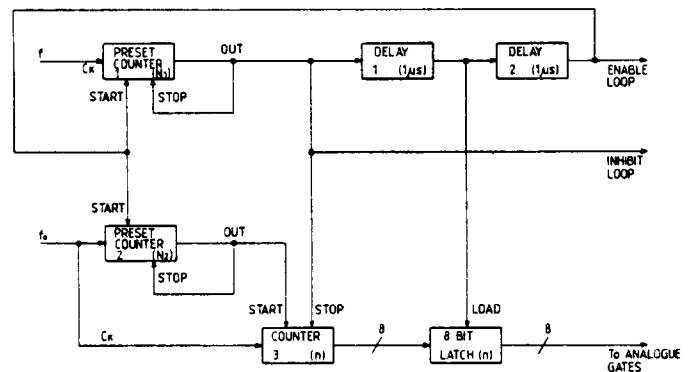 f
CK
PRESET
COUNTER
1 (N1)
OUT
START
STOP
DELAY
1 (1µs)
DELAY
2 (1µs)
ENABLE
LOOP
INHIBIT
LOOP
START
fo
PRESET
COUNTER
2 (N2)
OUT
STOP
START
STOP
LOAD
CK
COUNTER
3 (n)
8
8 BIT
LATCH (n)
8
To ANALOGUE
GATES